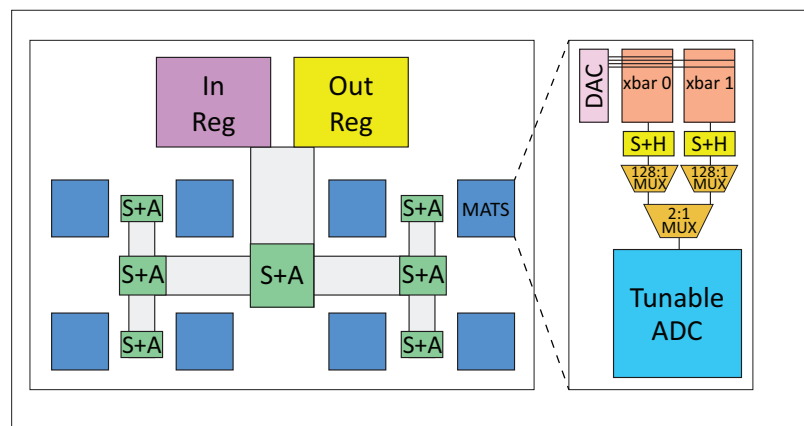 In
Reg
Out
Reg
S+A
S+A
MATS
S+A
S+A
S+A
S+A
S+A
DAC
xbar 0
xbar 1
S+H
S+H
128:1
MUX
128:1
MUX
2:1
MUX
Tunable
ADC